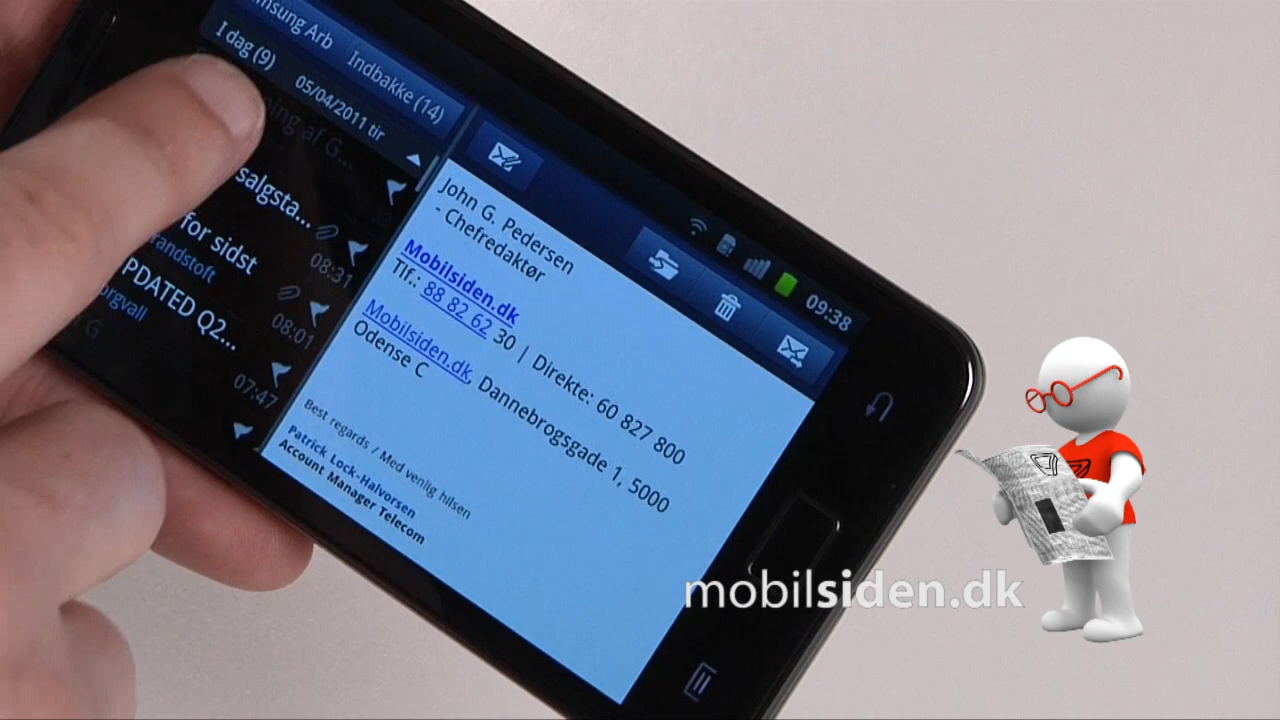 Indbakke (14)
I dag (9)
05/04/2011 tir
salgsta...
08:31
for sidst
08:01
PDATED Q2...
07:47
09:38
John G. Pedersen
- Chefredaktør
Mobilsiden.dk
Tlf.: 88 82 62 30 | Direkte: 60 827 800
Mobilsiden.dk, Dannebrogsgade 1, 5000
Odense C
Best regards / Med venlig hilsen
Patrick Lock-Halvorsen
Account Manager Telecom
mobilsiden.dk